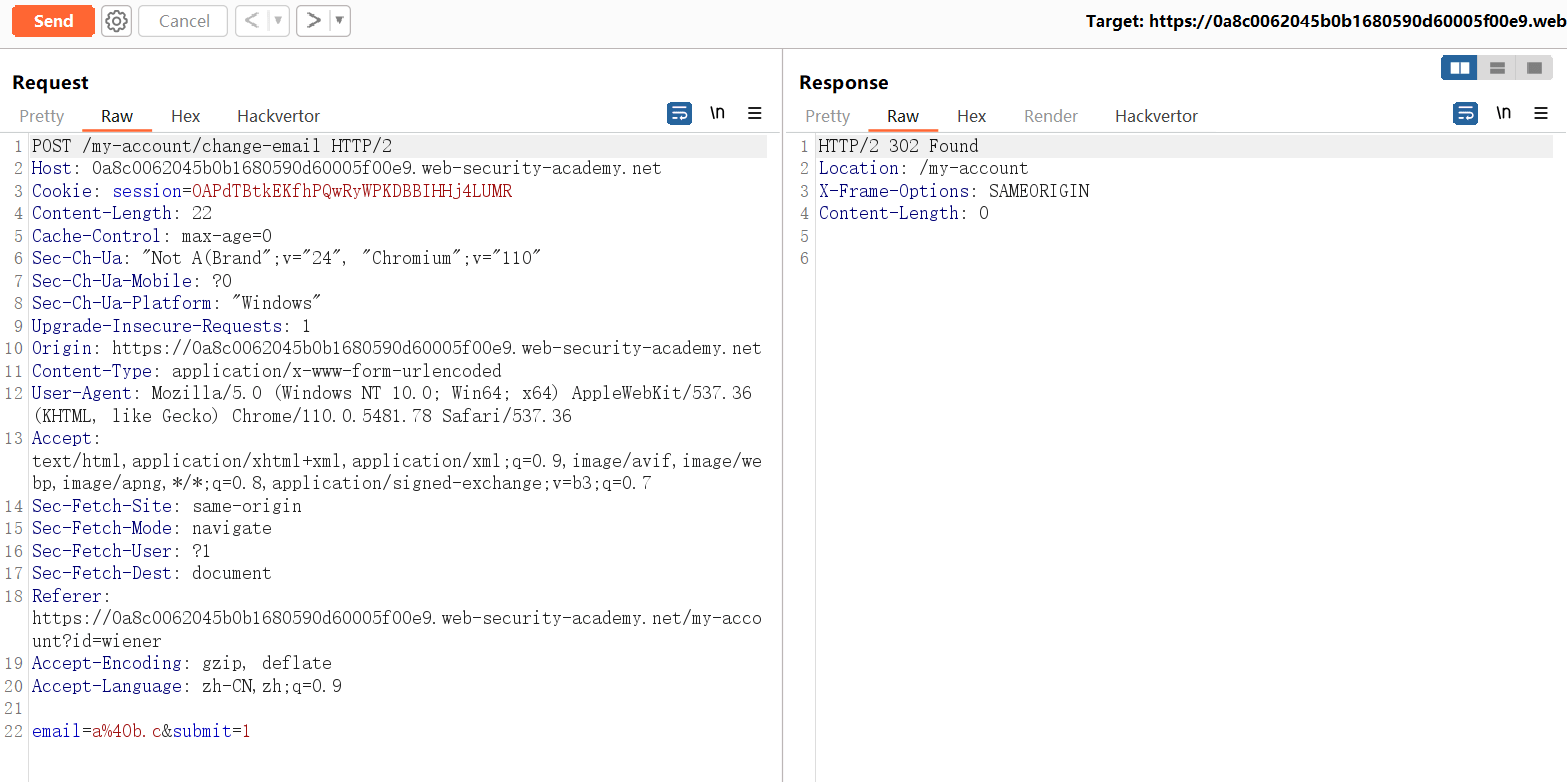 Send
Cancel
Target: https://0a8c0062045b0b1680590d60005f00e9.web
Request
Pretty Raw Hex Hackvertor \n
1 POST /my-account/change-email HTTP/2
2 Host: 0a8c0062045b0b1680590d60005f00e9.web-security-academy.net
3 Cookie: session=OAPdTBtkEKfhPQwRyWPKDBBIHHj4LUMR
4 Content-Length: 22
5 Cache-Control: max-age=0
6 Sec-Ch-Ua: "Not A(Brand";v="24", "Chromium";v="110"
7 Sec-Ch-Ua-Mobile: ?0
8 Sec-Ch-Ua-Platform: "Windows"
9 Upgrade-Insecure-Requests: 1
10 Origin: https://0a8c0062045b0b1680590d60005f00e9.web-security-academy.net
11 Content-Type: application/x-www-form-urlencoded
12 User-Agent: Mozilla/5.0 (Windows NT 10.0; Win64; x64) AppleWebKit/537.36
(KHTML, like Gecko) Chrome/110.0.5481.78 Safari/537.36
13 Accept:
text/html,application/xhtml+xml,application/xml;q=0.9,image/avif,image/we
bp,image/apng,*/*;q=0.8,application/signed-exchange;v=b3;q=0.7
14 Sec-Fetch-Site: same-origin
15 Sec-Fetch-Mode: navigate
16 Sec-Fetch-User: ?1
17 Sec-Fetch-Dest: document
18 Referer:
https://0a8c0062045b0b1680590d60005f00e9.web-security-academy.net/my-acco
unt?id=wiener
19 Accept-Encoding: gzip, deflate
20 Accept-Language: zh-CN,zh;q=0.9
21
22 email=a%40b.c&submit=1
Response
Pretty Raw Hex Render Hackvertor \n
1 HTTP/2 302 Found
2 Location: /my-account
3 X-Frame-Options: SAMEORIGIN
4 Content-Length: 0
5
6